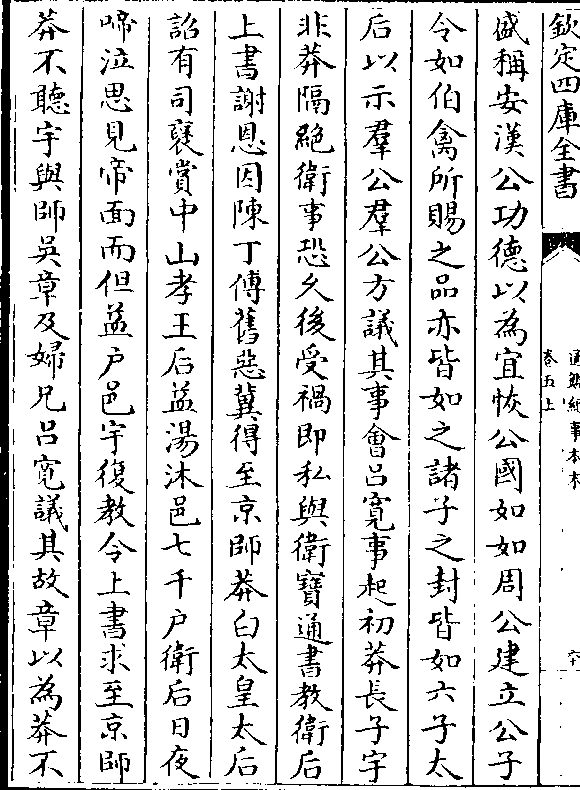 欽定四庫全書
通鑑紀事本末
卷五上
六十
盛稱安漢公功德以為宜恢公國如如周公建立公子
令如伯禽所賜之品亦皆如之諸子之封皆如六子太
后以示羣公羣公方議其事會吕寛事起初莽長子宇
非莽隔絶衛事恐久後受禍即私與衛寶通書教衛后
上書謝恩因陳丁傅舊惡冀得至京師莽白太皇太后
詔有司襃賞中山孝王后益湯沐邑七千户衛后日夜
啼泣思見帝面而但益户邑宇復教令上書求至京師
莽不聽宇與師吳章及婦兄吕寛議其故章以為莽不